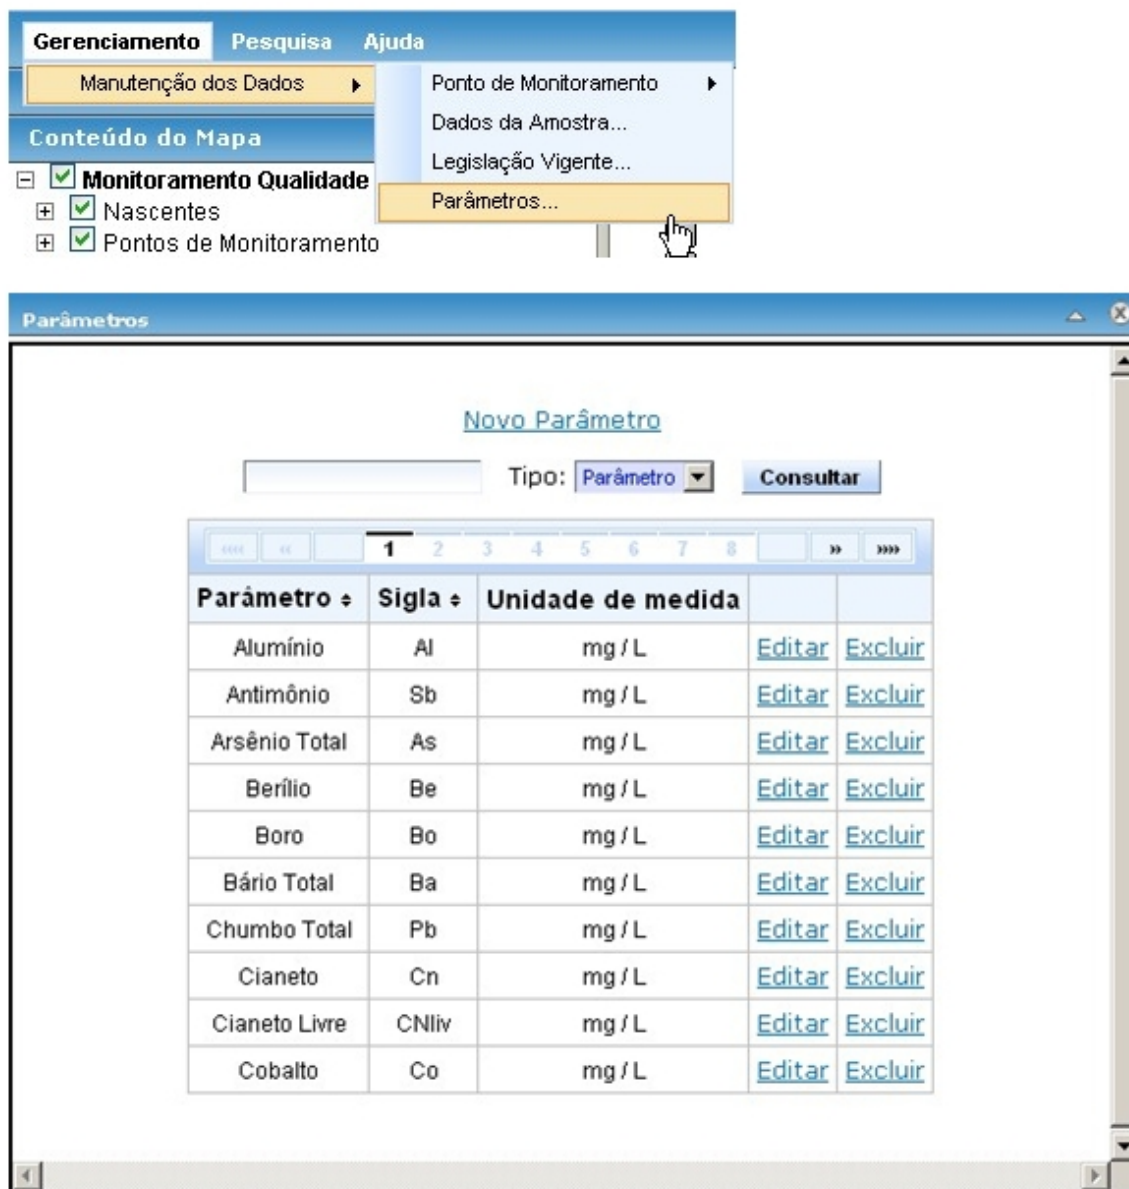 Gerenciamento Pesquisa Ajuda
Manutenção dos Dados Ponto de Monitoramento
Dados da Amostra...
Conteúdo do Mapa
Legislação Vigente...
Monitoramento Qualidade
Parâmetros...
Nascentes
Pontos de Monitoramento
Parâmetros
Novo Parâmetro
Tipo: Parâmetro Consultar
«« « 1 2 3 4 5 6 7 8 » »»
Parâmetro Sigla Unidade de medida
Alumínio Al mg / L Editar Excluir
Antimônio Sb mg / L Editar Excluir
Arsênio Total As mg / L Editar Excluir
Berílio Be mg / L Editar Excluir
Boro Bo mg / L Editar Excluir
Bário Total Ba mg / L Editar Excluir
Chumbo Total Pb mg / L Editar Excluir
Cianeto Cn mg / L Editar Excluir
Cianeto Livre CNliv mg / L Editar Excluir
Cobalto Co mg / L Editar Excluir